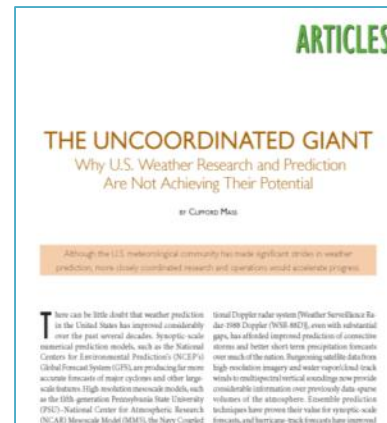 ARTICLES
THE UNCOORDINATED GIANT
Why U.S. Weather Research and Prediction
Are Not Achieving Their Potential
BY CLIFFORD MASS
Although the U.S. meteorological community has made significant strides in weather
prediction, more closely coordinated research and operations would accelerate progress.
There can be little doubt that weather prediction
in the United States has improved considerably
over the past several decades. Synoptic-scale
numerical prediction models, such as the National
Centers for Environmental Prediction's (NCEP's)
Global Forecast System (GFS), are producing far more
accurate forecasts of major cyclones and other large-
scale features. High resolution mesoscale models, such
as the fifth-generation Pennsylvania State University
(PSU)–National Center for Atmospheric Research
(NCAR) Mesoscale Model (MM5), the Navy Coupled
tional Doppler radar system [Weather Surveillance Ra-
dar-1988 Doppler (WSR-88D)], even with substantial
gaps, has afforded improved prediction of convective
storms and better short-term precipitation forecasts
over much of the nation. Burgeoning satellite data from
high-resolution imagery and water vapor/cloud-track
winds to multispectral vertical soundings now provide
considerable information over previously data-sparse
volumes of the atmosphere. Ensemble prediction
techniques have proven their value for synoptic-scale
forecasts, and hurricane-track forecasts have improved